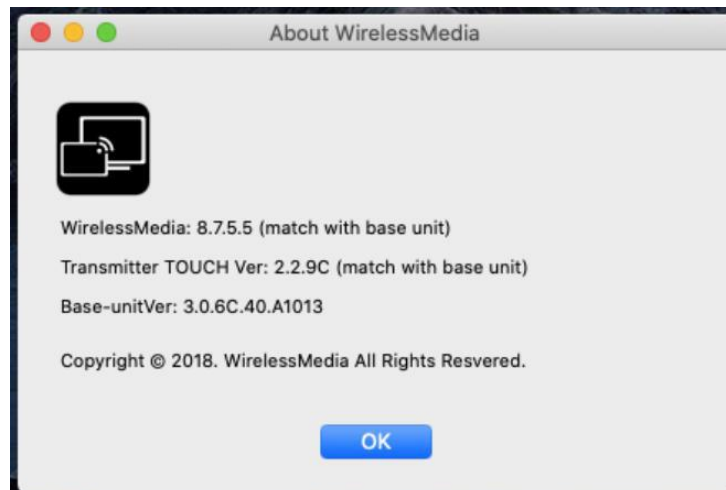 About WirelessMedia
WirelessMedia: 8.7.5.5 (match with base unit)
Transmitter TOUCH Ver: 2.2.9C (match with base unit)
Base-unitVer: 3.0.6C.40.A1013
Copyright © 2018. WirelessMedia All Rights Resvered.
OK